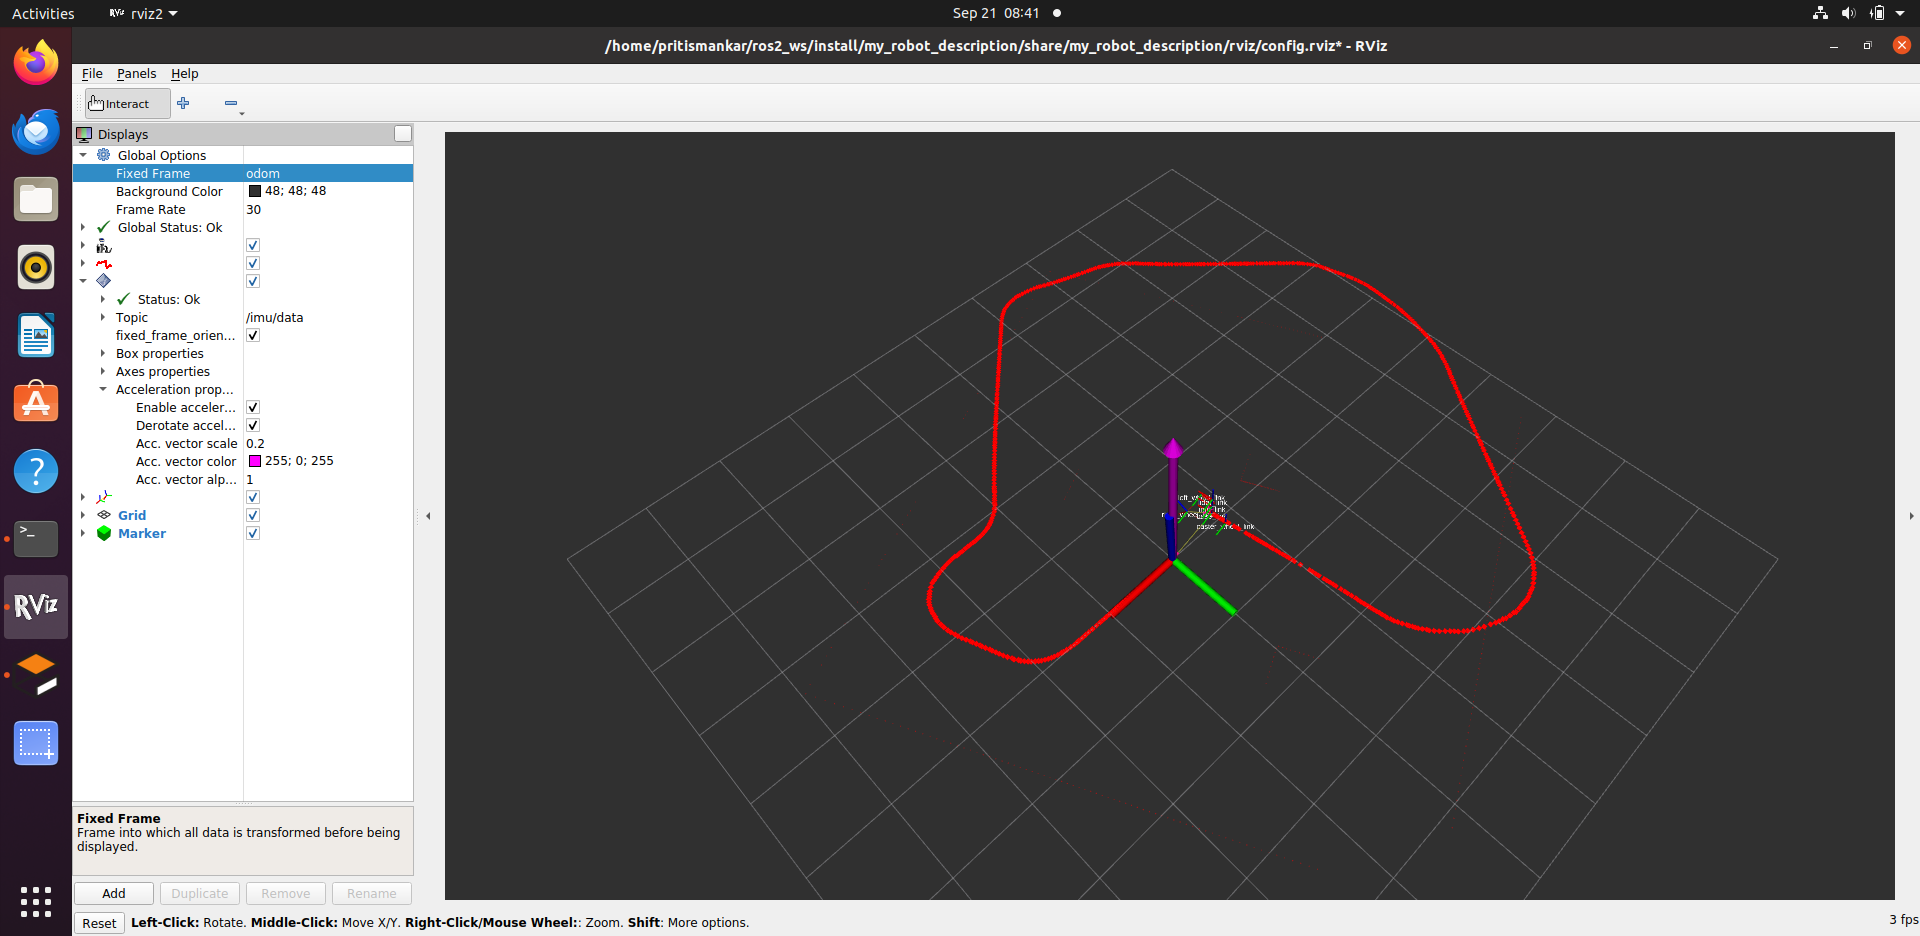 Activities
rviz2
Sep 21 08:41
/home/pritismankar/ros2_ws/install/my_robot_description/share/my_robot_description/rviz/config.rviz* - RViz
File Panels Help
Interact
Displays
Global Options
Fixed Frame odom
Background Color 48; 48; 48
Frame Rate 30
Global Status: Ok
Status: Ok
Topic /imu/data
fixed_frame_orien...
Box properties
Axes properties
Acceleration prop...
Enable acceler...
Derotate accel...
Acc. vector scale 0.2
Acc. vector color 255; 0; 255
Acc. vector alp... 1
Grid
Marker
caster_wheel_link
RViz
Fixed Frame
Frame into which all data is transformed before being
displayed.
Add Duplicate Remove Rename
Reset Left-Click: Rotate. Middle-Click: Move X/Y. Right-Click/Mouse Wheel:: Zoom. Shift: More options.
3 fps